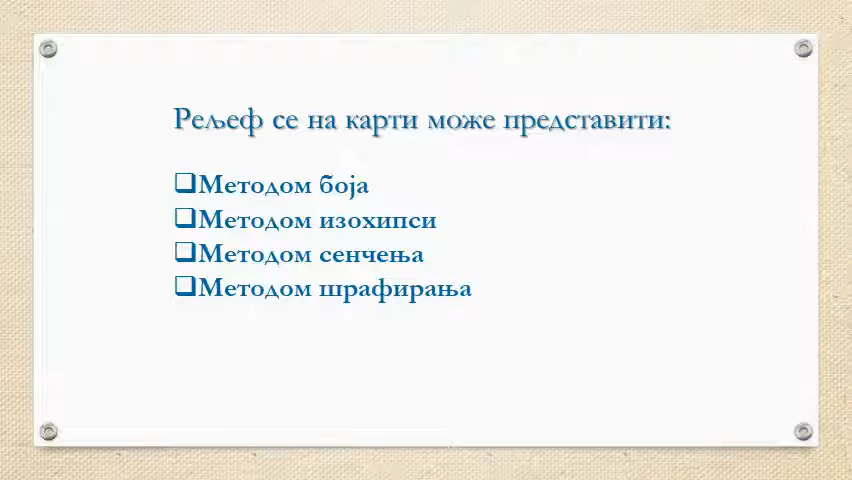 Рељеф се на карти може представити:
❑Методом боја
❑Методом изохипси
❑Методом сенчења
❑Методом шрафирања